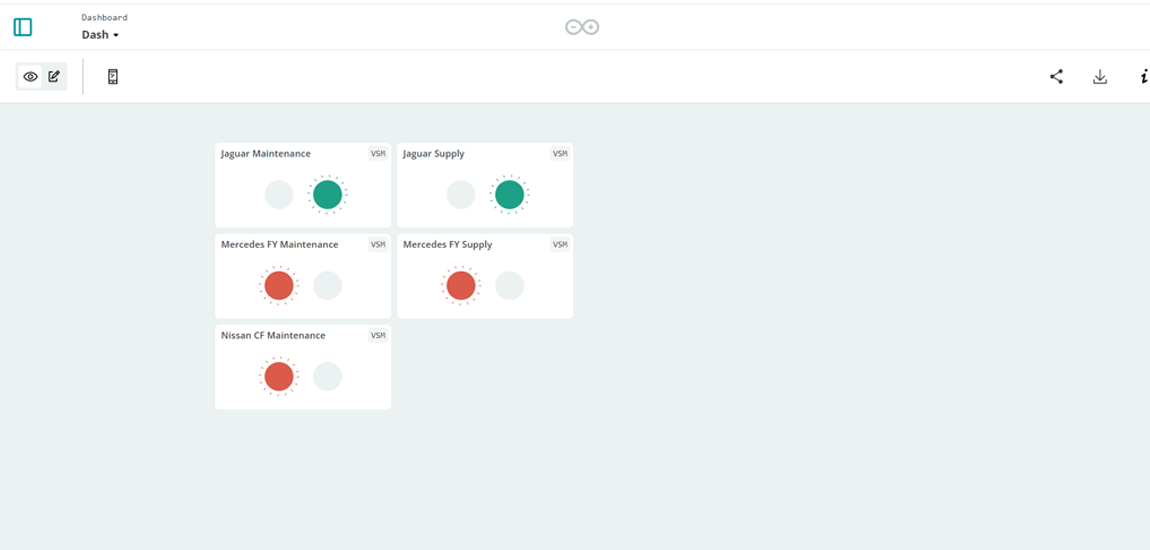 Dashboard
Dash
Jaguar Maintenance VSM
Jaguar Supply VSM
Mercedes FY Maintenance VSM
Mercedes FY Supply VSM
Nissan CF Maintenance VSM